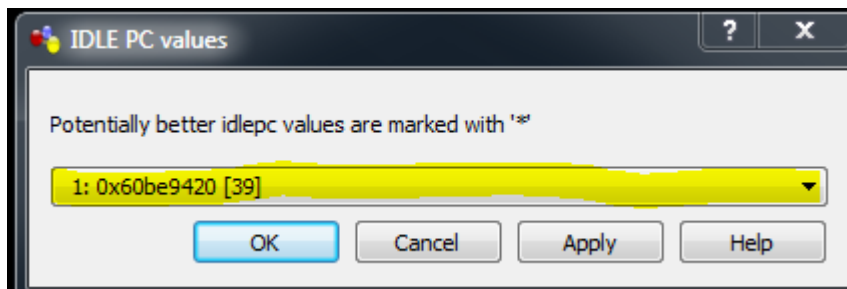 IDLE PC values
Potentially better idlepc values are marked with '*'
1: 0x60be9420 [39]
OK Cancel Apply Help